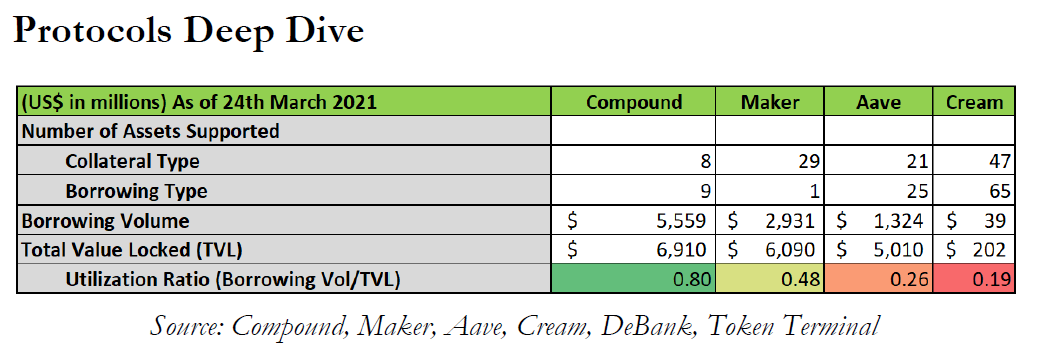 Protocols Deep Dive
(US$ in millions) As of 24th March 2021 Compound Maker Aave Cream
Number of Assets Supported
Collateral Type 8 29 21 47
Borrowing Type 9 1 25 65
Borrowing Volume $ 5,559 $ 2,931 $ 1,324 $ 39
Total Value Locked (TVL) $ 6,910 $ 6,090 $ 5,010 $ 202
Utilization Ratio (Borrowing Vol/TVL) 0.80 0.48 0.26 0.19
Source: Compound, Maker, Aave, Cream, DeBank, Token Terminal